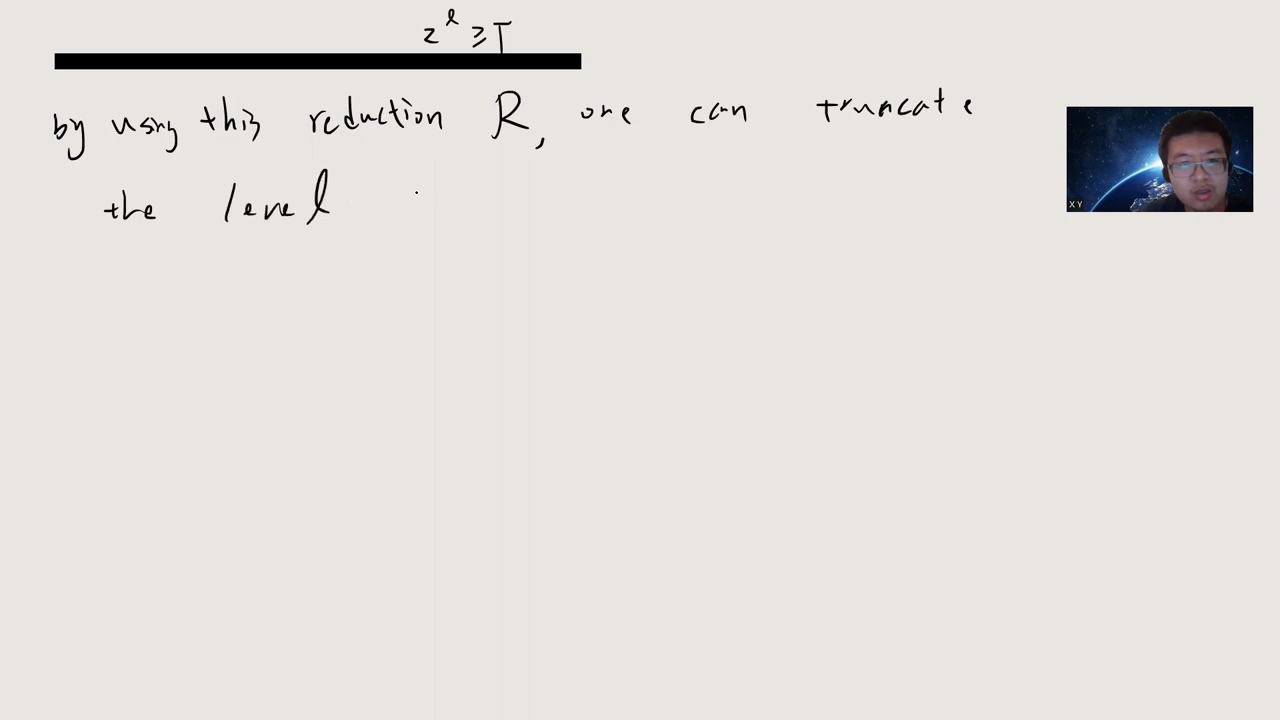 2^ℓ ≥ T
by using this reduction R, one can truncate
the level
X Y